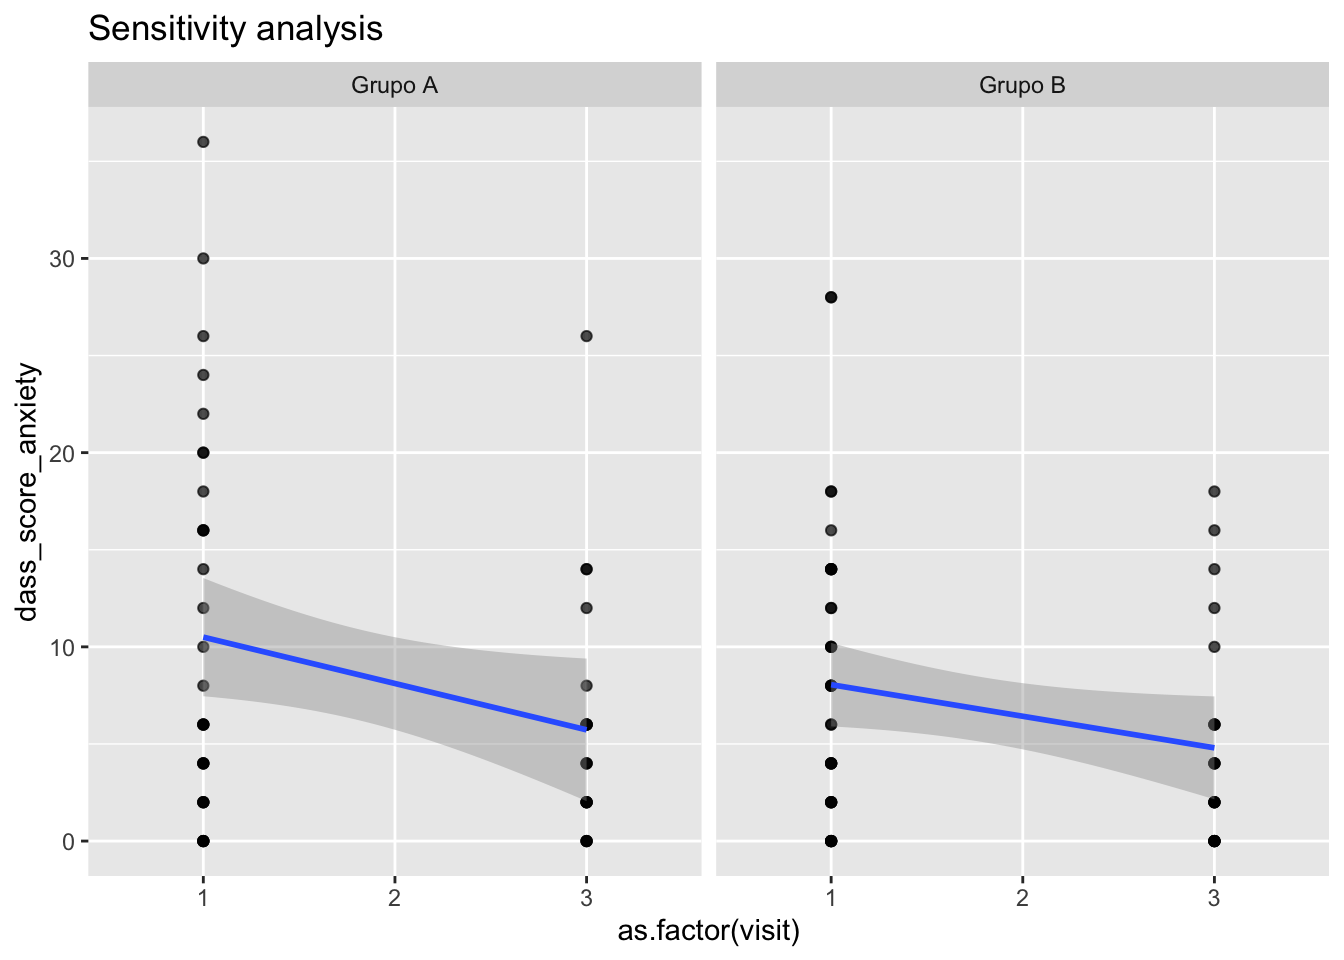 Sensitivity analysis
Grupo A
Grupo B
dass_score_anxiety
30
20
10
0
1 2 3
1 2 3
as.factor(visit)